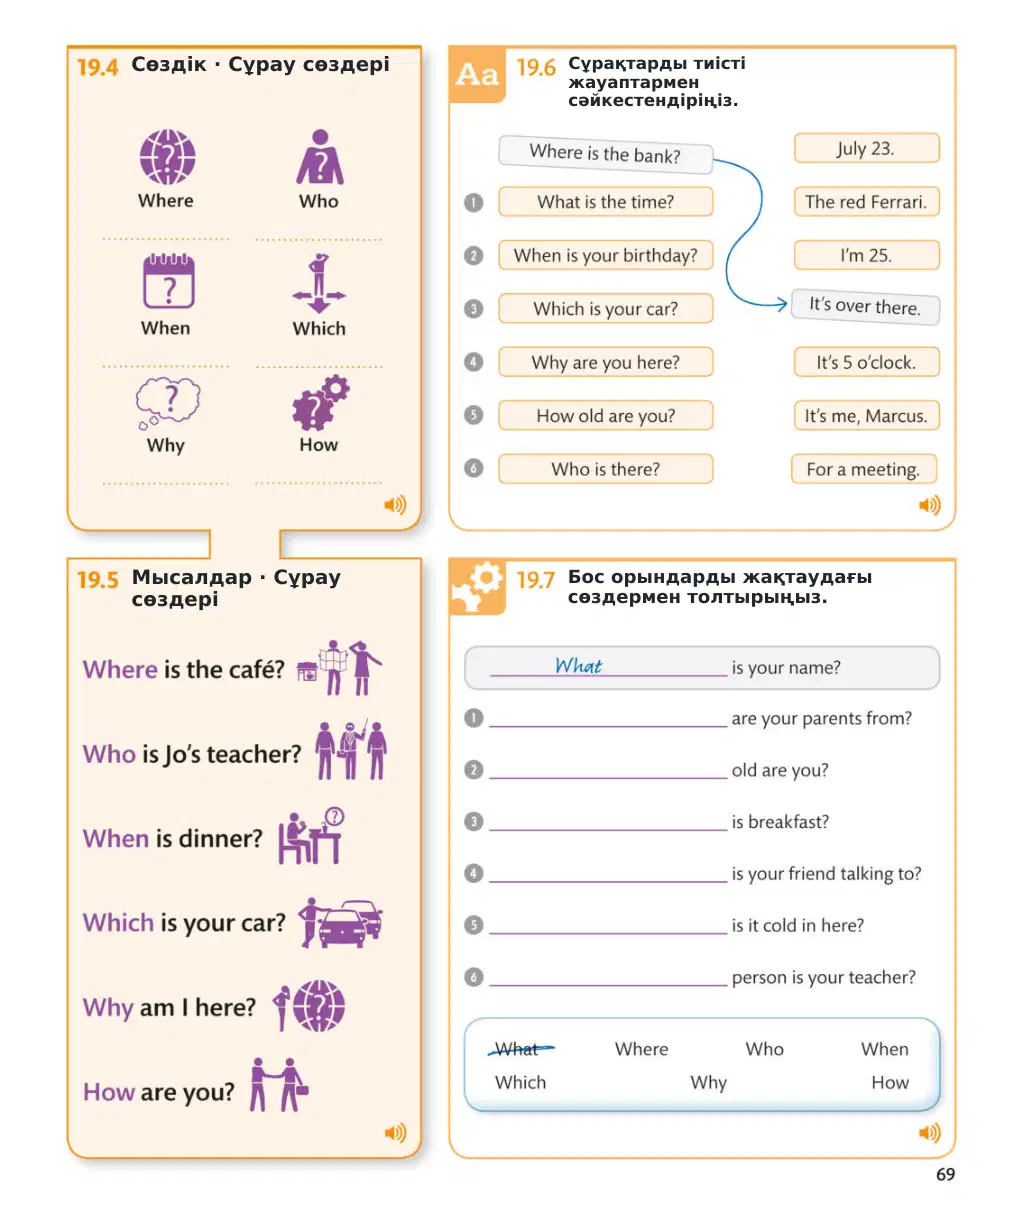 19.4 Сөздік · Сұрау сөздері
?
?
Where
Who
?
When
Which
?
?
Why
How
19.5 Мысалдар · Сұрау
сөздері
Where is the café?
Who is Jo's teacher?
When is dinner?
?
Which is your car?
Why am I here?
?
How are you?
Aa 19.6 Сұрақтарды тиісті
жауаптармен
сәйкестендіріңіз.
Where is the bank?
July 23.
1 What is the time?
The red Ferrari.
2 When is your birthday?
I'm 25.
3 Which is your car?
It's over there.
4 Why are you here?
It's 5 o'clock.
5 How old are you?
It's me, Marcus.
6 Who is there?
For a meeting.
19.7 Бос орындарды жақтаудағы
сөздермен толтырыңыз.
What is your name?
1 are your parents from?
2 old are you?
3 is breakfast?
4 is your friend talking to?
5 is it cold in here?
6 person is your teacher?
What Where Who When
Which Why How
69